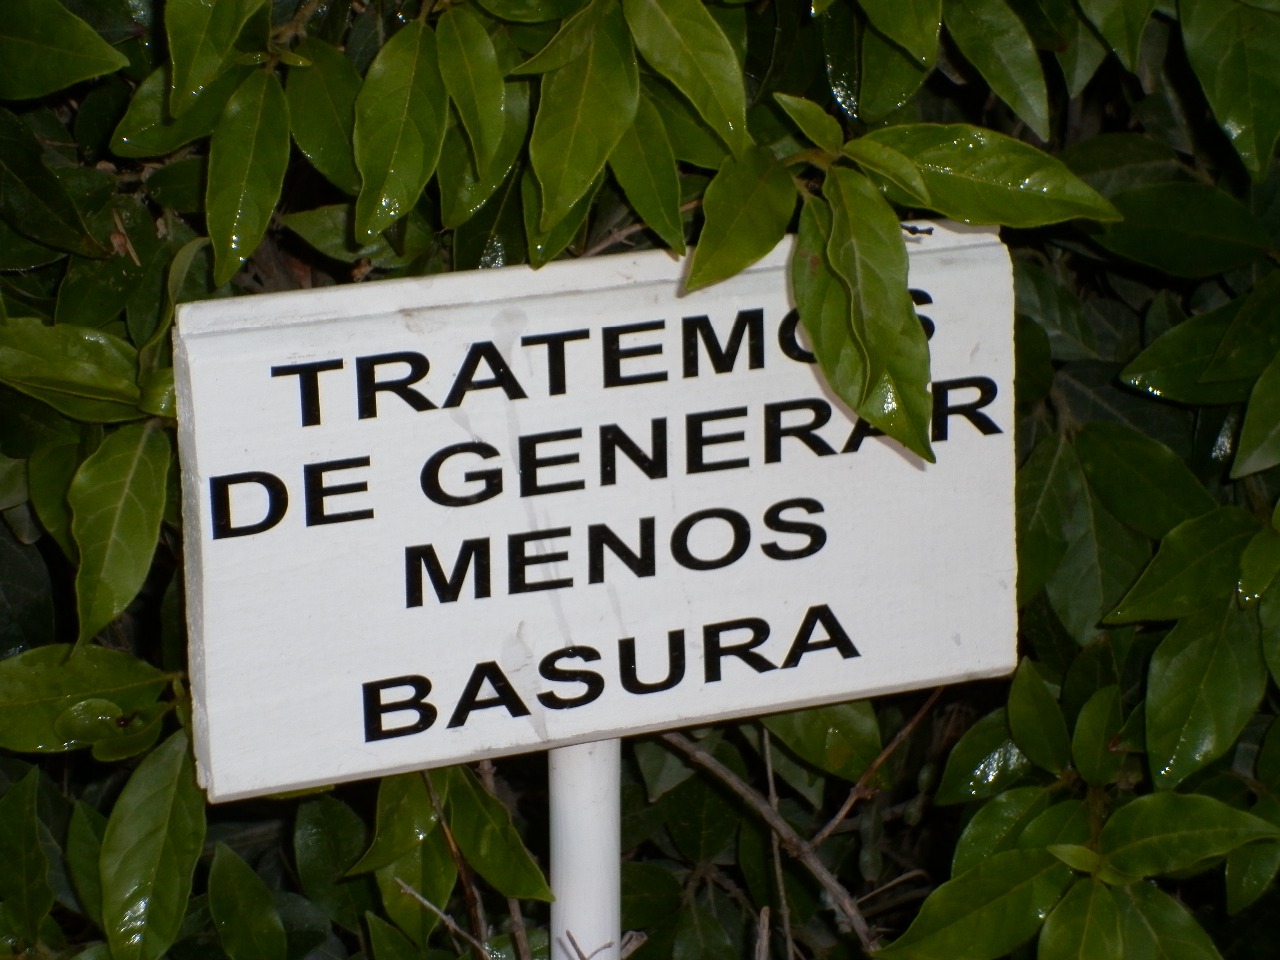 TRATEMOS
DE GENERAR
MENOS
BASURA